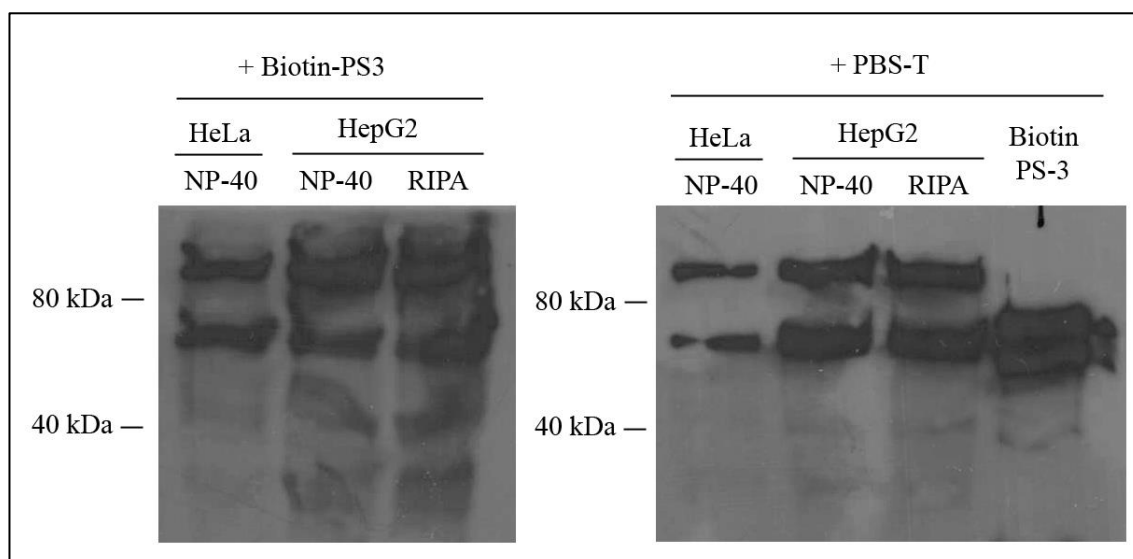 + Biotin-PS3
HeLa HepG2
NP-40 NP-40 RIPA
80 kDa
40 kDa
+ PBS-T
HeLa HepG2 Biotin
PS-3
NP-40 NP-40 RIPA
80 kDa
40 kDa